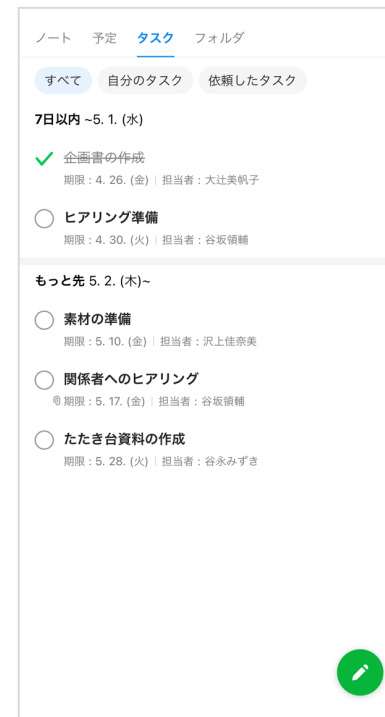 ノート 予定 タスク フォルダ
すべて 自分のタスク 依頼したタスク
7日以内 ~5. 1. (水)
企画書の作成
期限 : 4. 26. (金) | 担当者 : 大辻美帆子
ヒアリング準備
期限 : 4. 30. (火) | 担当者 : 谷坂領輔
もっと先 5. 2. (木)~
素材の準備
期限 : 5. 10. (金) | 担当者 : 沢上佳奈美
関係者へのヒアリング
期限 : 5. 17. (金) | 担当者 : 谷坂領輔
たたき台資料の作成
期限 : 5. 28. (火) | 担当者 : 谷永みずき